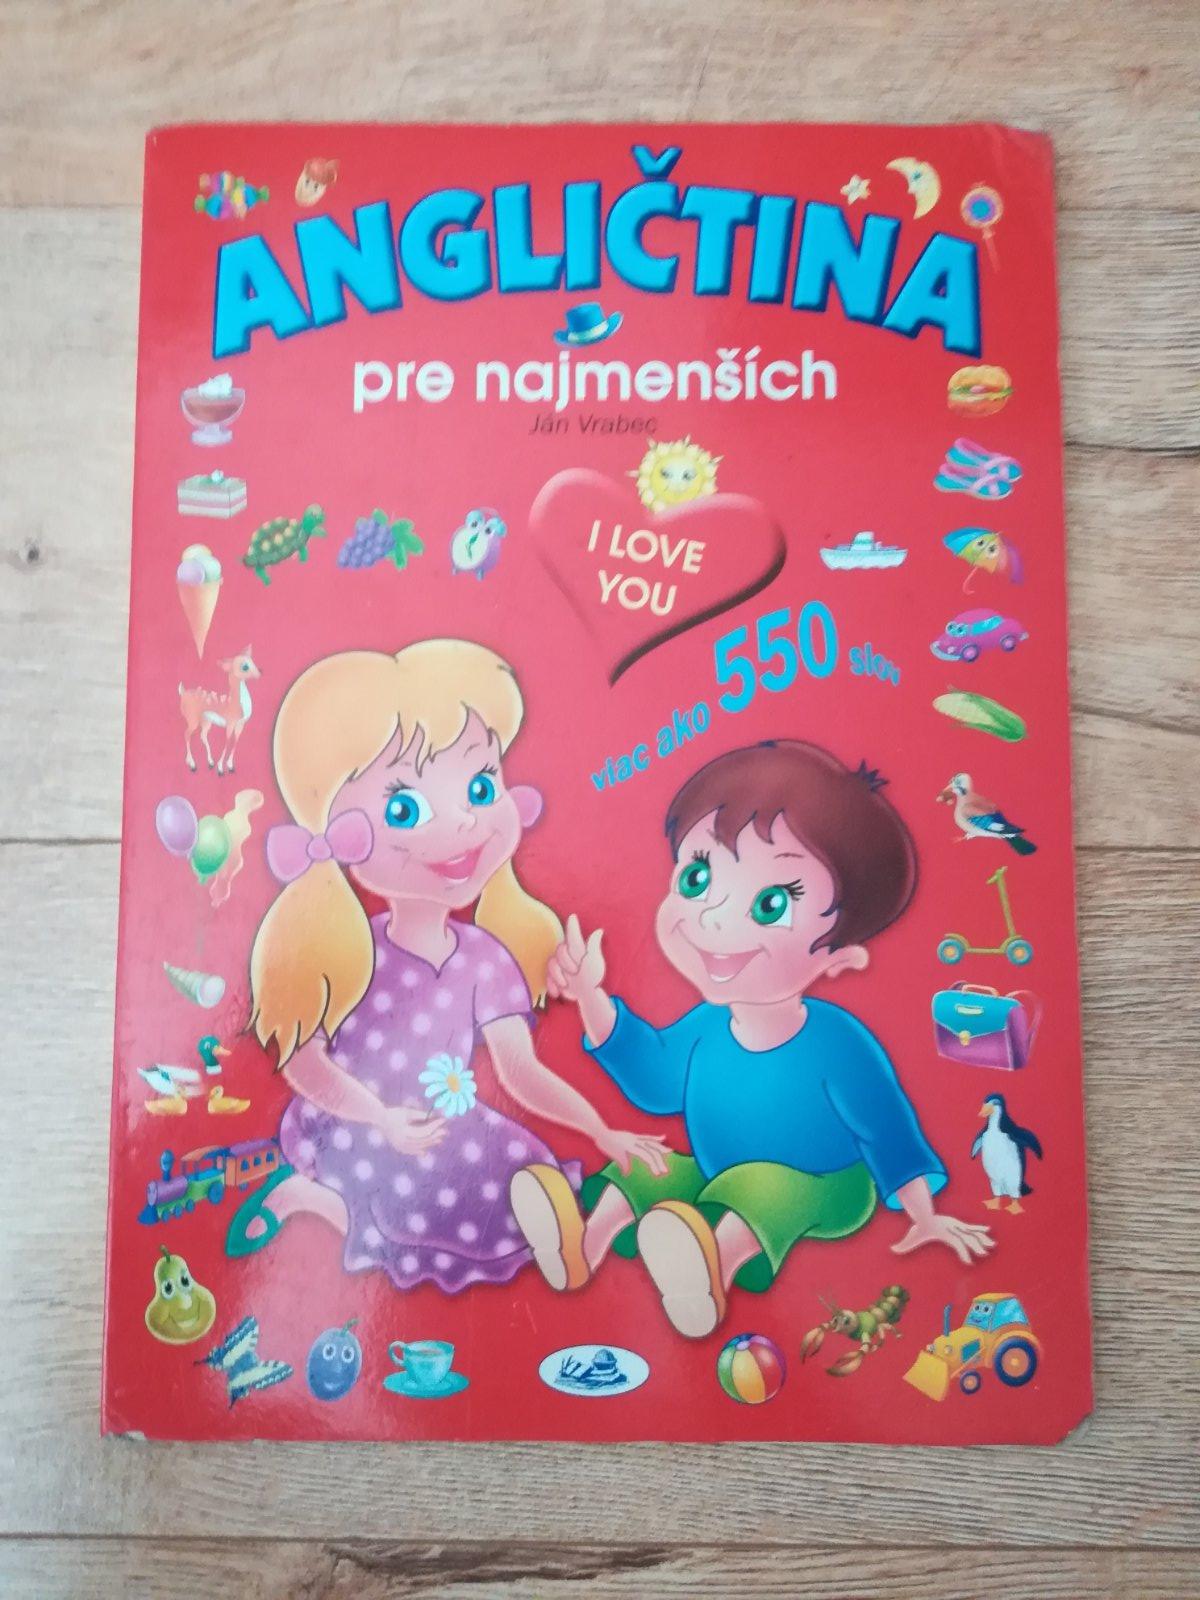 ANGLIČTINA
pre najmenších
Ján Vrabec
I LOVE
YOU
viac ako 550 slov